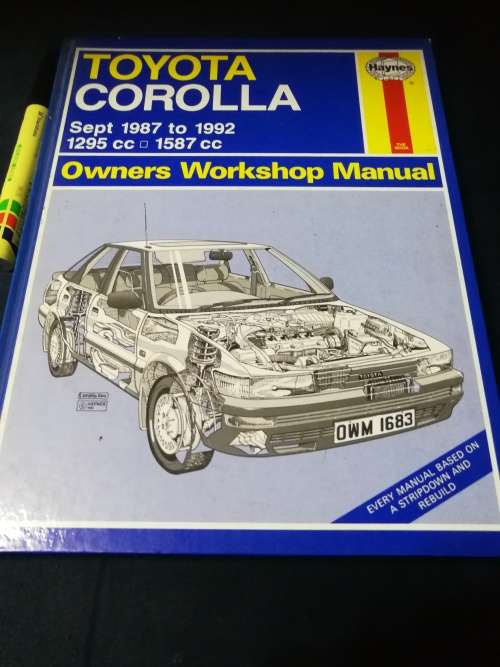 TOYOTA
COROLLA
Haynes
Sept 1987 to 1992
1295 cc □ 1587 cc
Owners Workshop Manual
TOYOTA
OWM 1683
HAYNES
EVERY MANUAL BASED ON
A STRIPDOWN AND
REBUILD